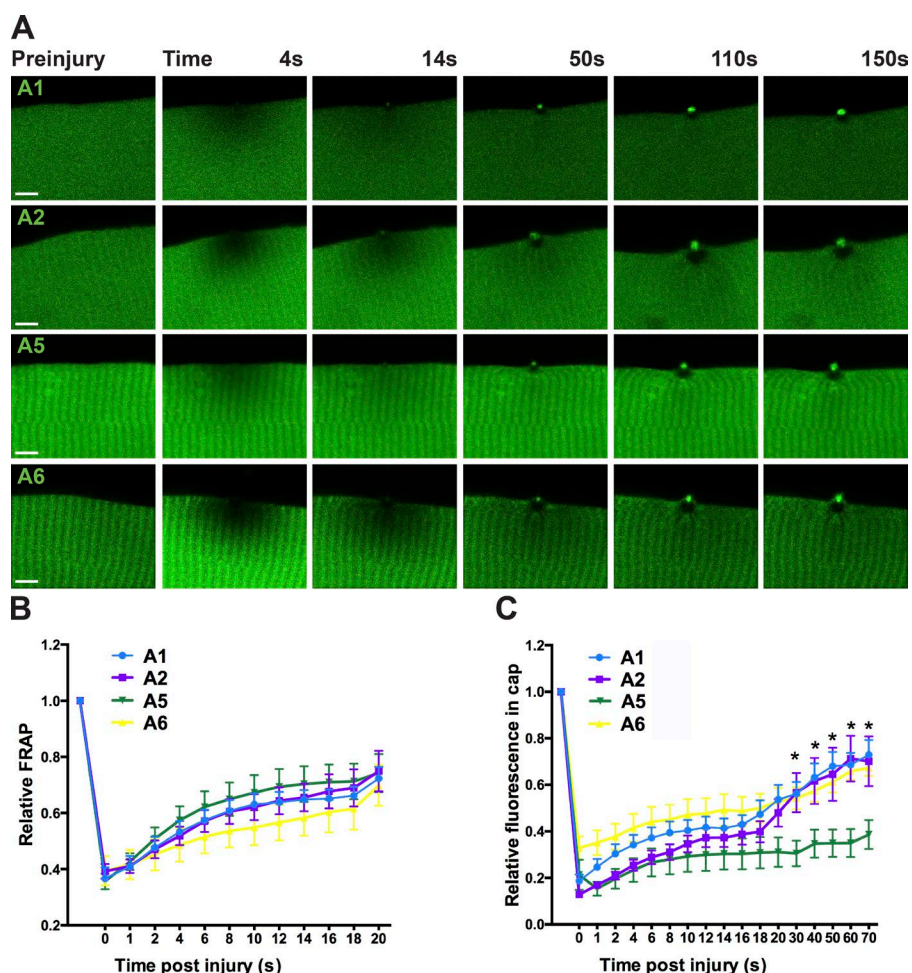 A
Preinjury Time 4s 14s 50s 110s 150s
A1
A2
A5
A6
B
1.2
1.0
0.8
0.6
0.4
0.2
Relative FRAP
A1
A2
A5
A6
0 1 2 4 6 8 10 12 14 16 18 20
Time post injury (s)
C
1.2
1.0
0.8
0.6
0.4
0.2
0.0
Relative fluorescence in cap
A1
A2
A5
A6
* * * * *
0 1 2 4 6 8 10 12 14 16 18 20 30 40 50 60 70
Time post injury (s)